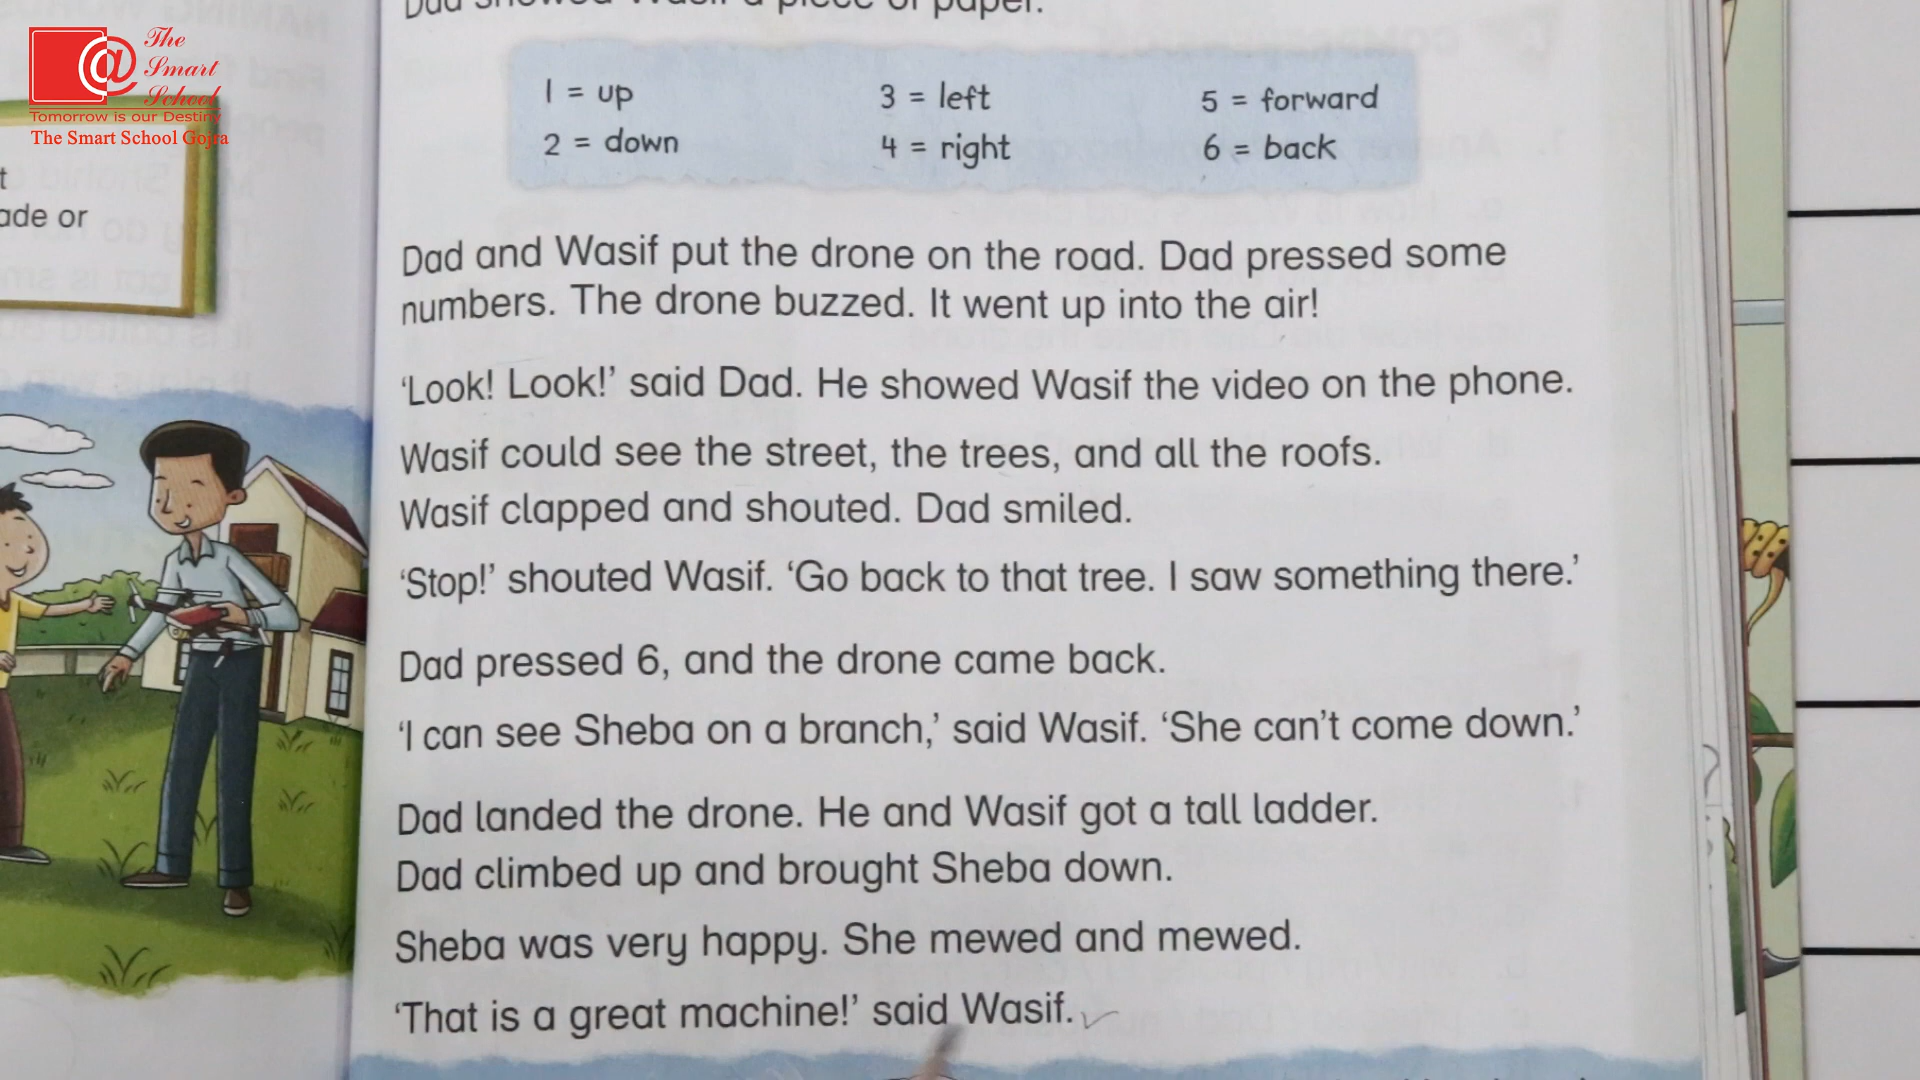 The
Smart
School
Tomorrow is our Destiny
The Smart School Gojra
t
ade or
Dad showed Wasif a piece of paper.
1 = up
3 = left
5 = forward
2 = down
4 = right
6 = back
Dad and Wasif put the drone on the road. Dad pressed some
numbers. The drone buzzed. It went up into the air!
‘Look! Look!’ said Dad. He showed Wasif the video on the phone.
Wasif could see the street, the trees, and all the roofs.
Wasif clapped and shouted. Dad smiled.
‘Stop!’ shouted Wasif. ‘Go back to that tree. I saw something there.’
Dad pressed 6, and the drone came back.
‘I can see Sheba on a branch,’ said Wasif. ‘She can’t come down.’
Dad landed the drone. He and Wasif got a tall ladder.
Dad climbed up and brought Sheba down.
Sheba was very happy. She mewed and mewed.
‘That is a great machine!’ said Wasif.